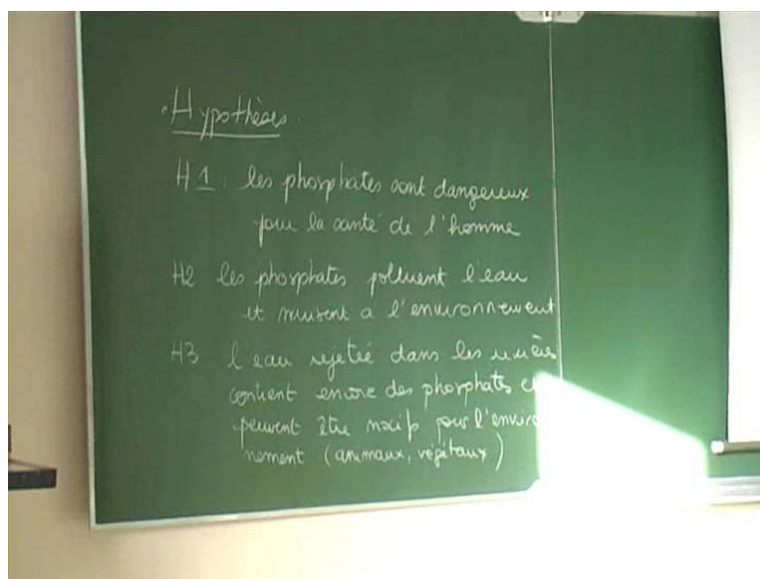 Hypothèses
H1 les phosphates sont dangereux
pour la santé de l'homme
H2 les phosphates polluent l'eau
et nuisent à l'environnement
H3 l'eau rejetée dans les
contient encore des phosphates
peuvent être nocifs pour l'enviro
nement (animaux, végétaux)